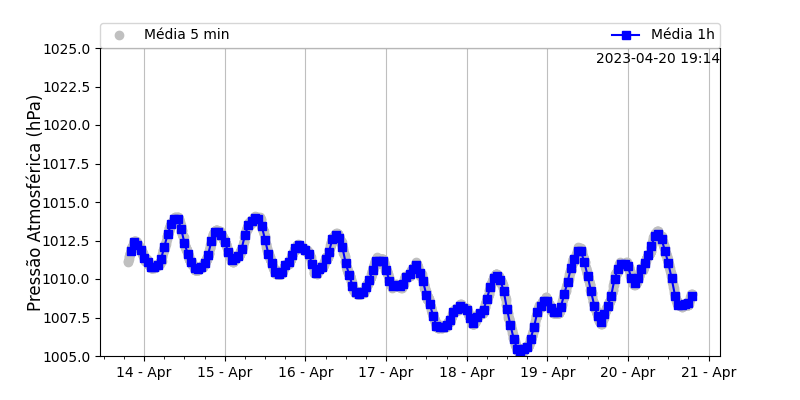 Média 5 min
Média 1h
2023-04-20 19:14
Pressão Atmosférica (hPa)
1025.0
1022.5
1020.0
1017.5
1015.0
1012.5
1010.0
1007.5
1005.0
14 - Apr
15 - Apr
16 - Apr
17 - Apr
18 - Apr
19 - Apr
20 - Apr
21 - Apr